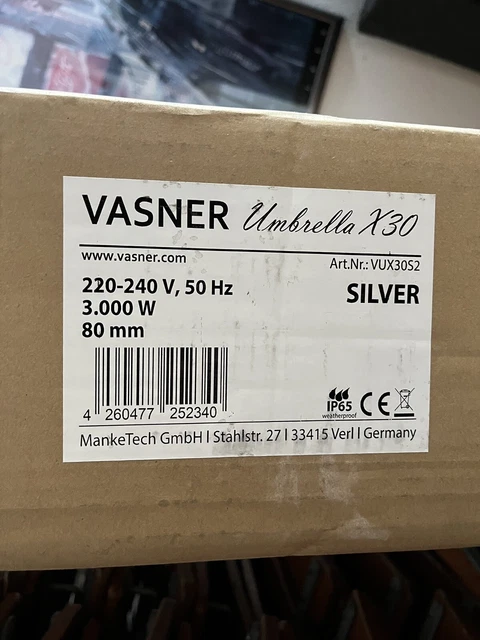 VASNER Umbrella X30
www.vasner.com
Art.Nr.: VUX30S2
220-240 V, 50 Hz
SILVER
3.000 W
80 mm
4 260477 252340
IP65
weatherproof
CE
MankeTech GmbH | Stahlstr. 27 | 33415 Verl | Germany